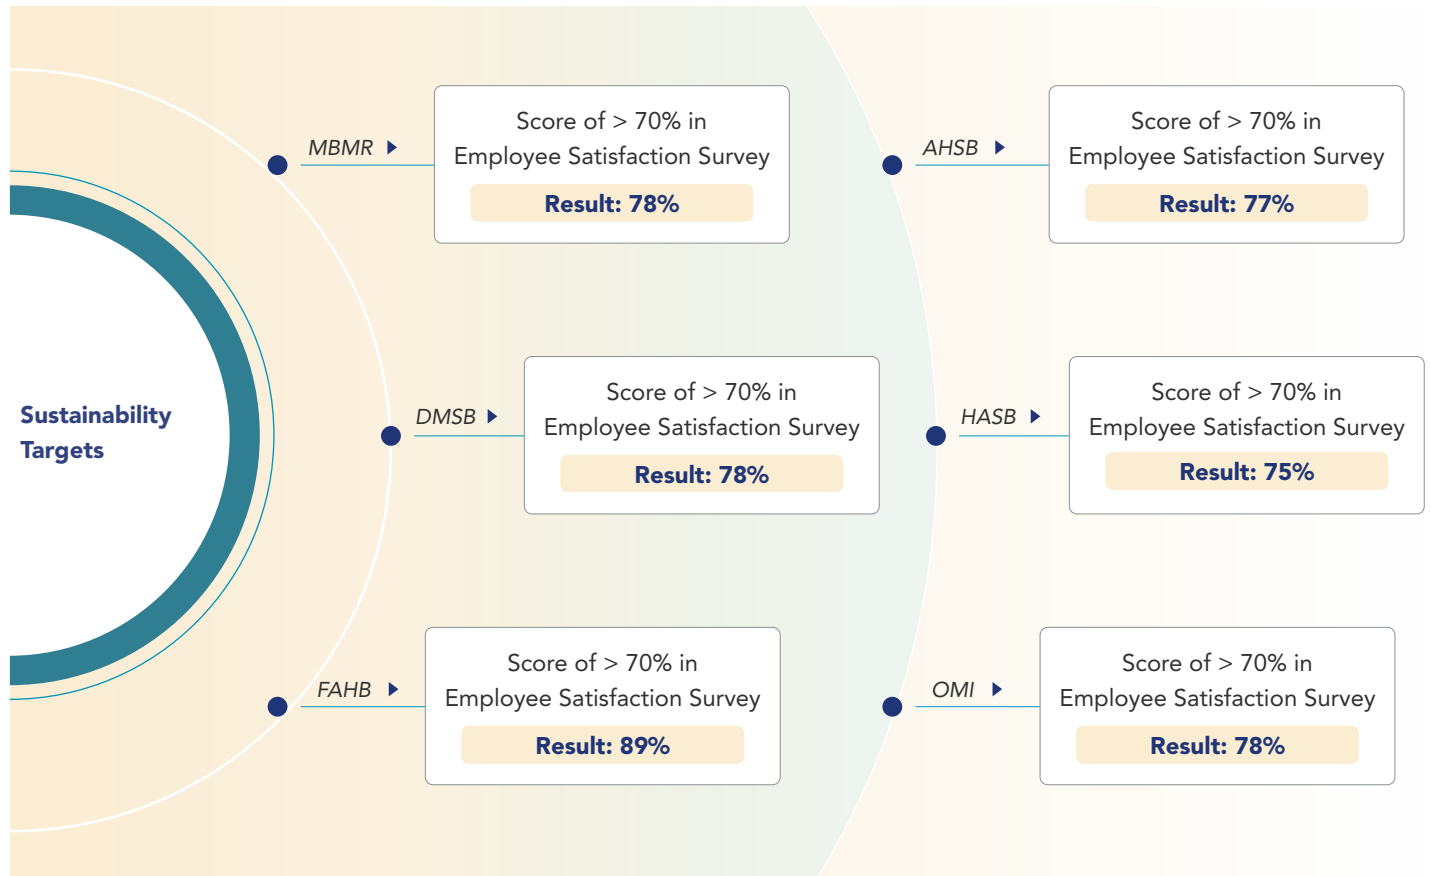 Sustainability
Targets
MBMR
Score of > 70% in
Employee Satisfaction Survey
Result: 78%
DMSB
Score of > 70% in
Employee Satisfaction Survey
Result: 78%
FAHB
Score of > 70% in
Employee Satisfaction Survey
Result: 89%
AHSB
Score of > 70% in
Employee Satisfaction Survey
Result: 77%
HASB
Score of > 70% in
Employee Satisfaction Survey
Result: 75%
OMI
Score of > 70% in
Employee Satisfaction Survey
Result: 78%